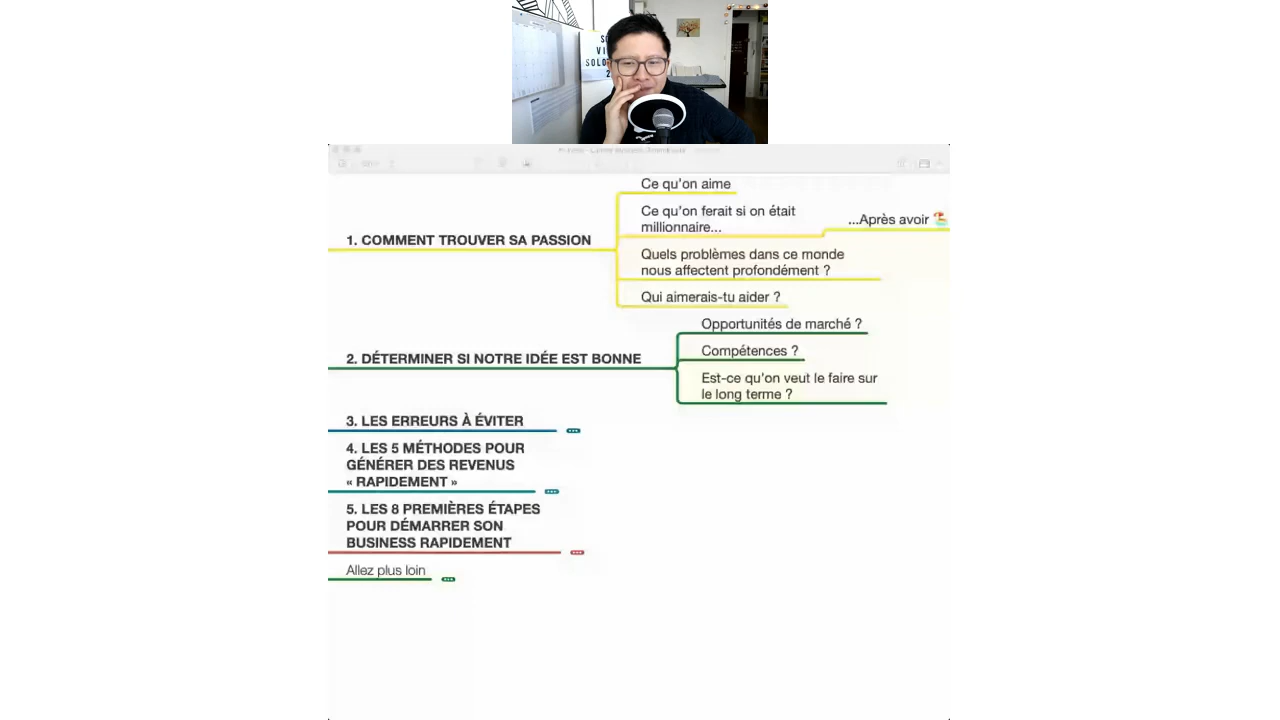 SO
VI
SOLO
2
Ce qu'on aime
Ce qu'on ferait si on était
millionnaire...
...Après avoir
1. COMMENT TROUVER SA PASSION
Quels problèmes dans ce monde
nous affectent profondément ?
Qui aimerais-tu aider ?
Opportunités de marché ?
2. DÉTERMINER SI NOTRE IDÉE EST BONNE
Compétences ?
Est-ce qu'on veut le faire sur
le long terme ?
3. LES ERREURS À ÉVITER
4. LES 5 MÉTHODES POUR
GÉNÉRER DES REVENUS
« RAPIDEMENT »
5. LES 8 PREMIÈRES ÉTAPES
POUR DÉMARRER SON
BUSINESS RAPIDEMENT
Allez plus loin